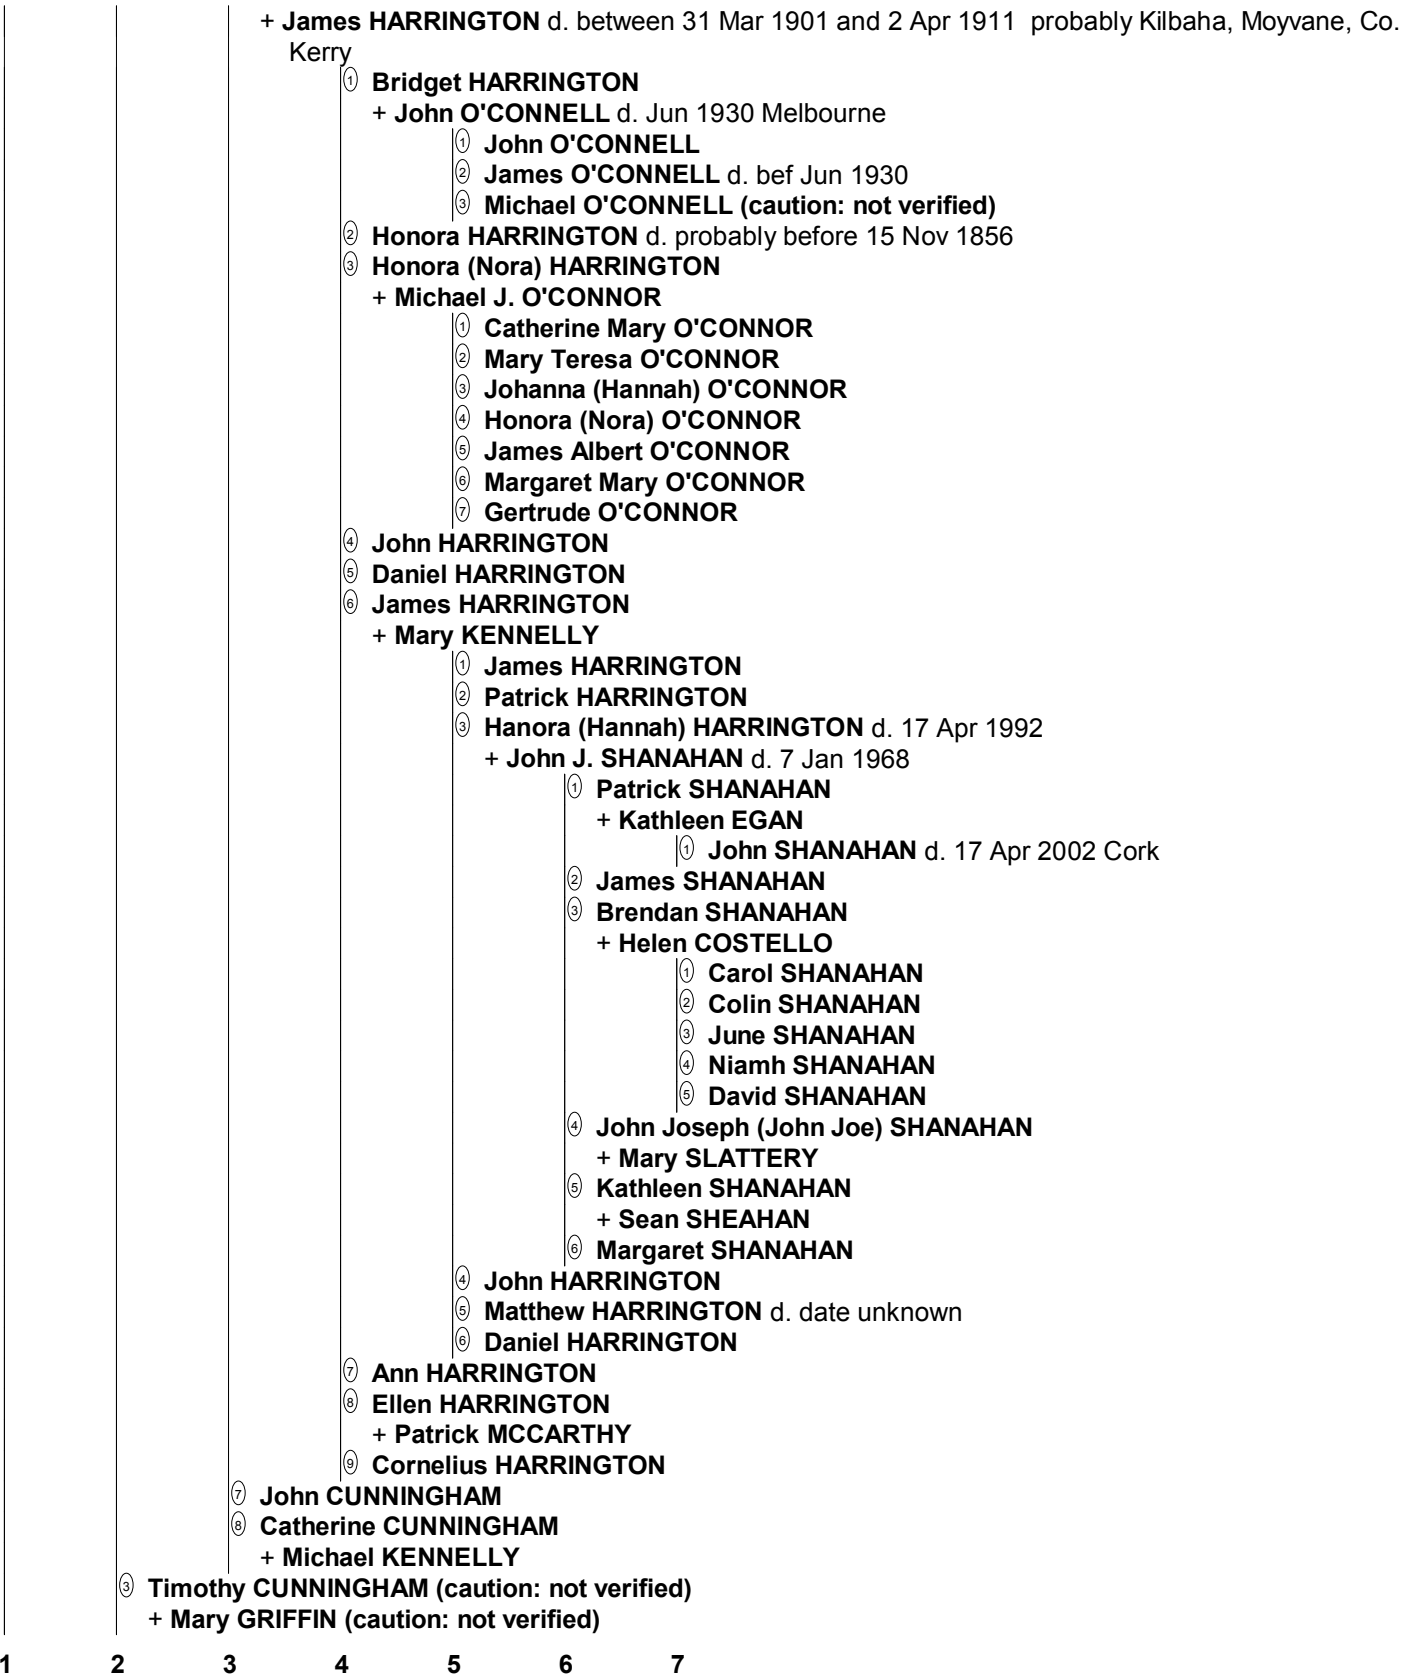 + James HARRINGTON d. between 31 Mar 1901 and 2 Apr 1911 probably Kilbaha, Moyvane, Co.
Kerry
1 Bridget HARRINGTON
+ John O'CONNELL d. Jun 1930 Melbourne
1 John O'CONNELL
2 James O'CONNELL d. bef Jun 1930
3 Michael O'CONNELL (caution: not verified)
2 Honora HARRINGTON d. probably before 15 Nov 1856
3 Honora (Nora) HARRINGTON
+ Michael J. O'CONNOR
1 Catherine Mary O'CONNOR
2 Mary Teresa O'CONNOR
3 Johanna (Hannah) O'CONNOR
4 Honora (Nora) O'CONNOR
5 James Albert O'CONNOR
6 Margaret Mary O'CONNOR
7 Gertrude O'CONNOR
4 John HARRINGTON
5 Daniel HARRINGTON
6 James HARRINGTON
+ Mary KENNELLY
1 James HARRINGTON
2 Patrick HARRINGTON
3 Hanora (Hannah) HARRINGTON d. 17 Apr 1992
+ John J. SHANAHAN d. 7 Jan 1968
1 Patrick SHANAHAN
+ Kathleen EGAN
1 John SHANAHAN d. 17 Apr 2002 Cork
2 James SHANAHAN
3 Brendan SHANAHAN
+ Helen COSTELLO
1 Carol SHANAHAN
2 Colin SHANAHAN
3 June SHANAHAN
4 Niamh SHANAHAN
5 David SHANAHAN
4 John Joseph (John Joe) SHANAHAN
+ Mary SLATTERY
5 Kathleen SHANAHAN
+ Sean SHEAHAN
6 Margaret SHANAHAN
4 John HARRINGTON
5 Matthew HARRINGTON d. date unknown
6 Daniel HARRINGTON
7 Ann HARRINGTON
8 Ellen HARRINGTON
+ Patrick MCCARTHY
9 Cornelius HARRINGTON
7 John CUNNINGHAM
8 Catherine CUNNINGHAM
+ Michael KENNELLY
3 Timothy CUNNINGHAM (caution: not verified)
+ Mary GRIFFIN (caution: not verified)
1 2 3 4 5 6 7